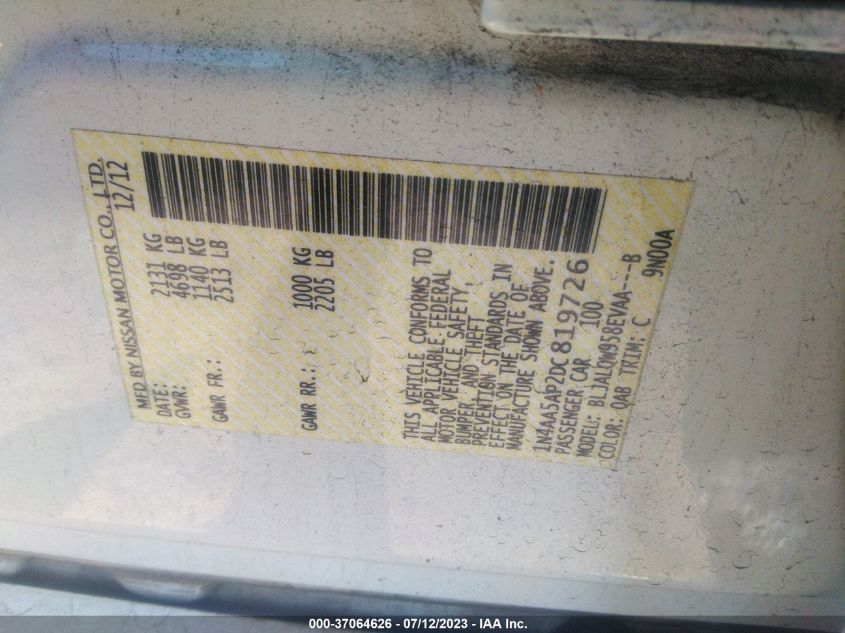 MFD BY NISSAN MOTOR CO., LTD.
DATE: 12/12
GVWR: 2131 KG
4698 LB
GAWR FR.: 1140 KG
2513 LB
GAWR RR.: 1000 KG
2205 LB
THIS VEHICLE CONFORMS TO
ALL APPLICABLE FEDERAL
MOTOR VEHICLE SAFETY,
BUMPER, AND THEFT
PREVENTION STANDARDS IN
EFFECT ON THE DATE OF
MANUFACTURE SHOWN ABOVE.
1N4AA5AP2DC819726
PASSENGER CAR 100
MODEL: BLJALQW958EVAA---B
COLOR: QAB TRIM: C 9N00A
000-37064626 - 07/12/2023 - IAA Inc.